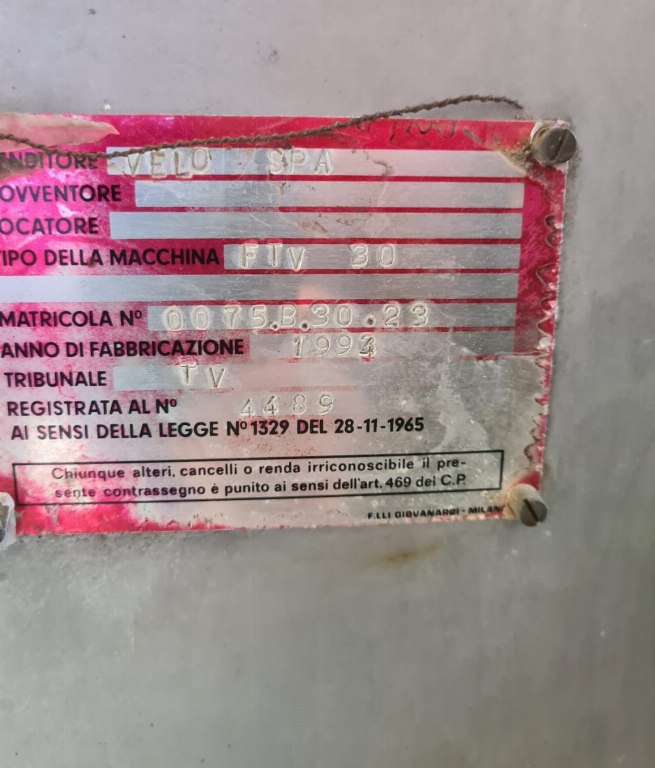 ENDITORE VELO SPA
OVVENTORE
OCATORE
TIPO DELLA MACCHINA FTV 30
MATRICOLA N° 0075.B.30.23
ANNO DI FABBRICAZIONE
TRIBUNALE TV
REGISTRATA AL N° 4489
AI SENSI DELLA LEGGE N° 1329 DEL 28-11-1965
Chiunque alteri, cancelli o renda irriconoscibile il pre-
sente contrassegno è punito ai sensi dell'art. 469 del C.P.
F.LLI GIOVANARDI - MILANO